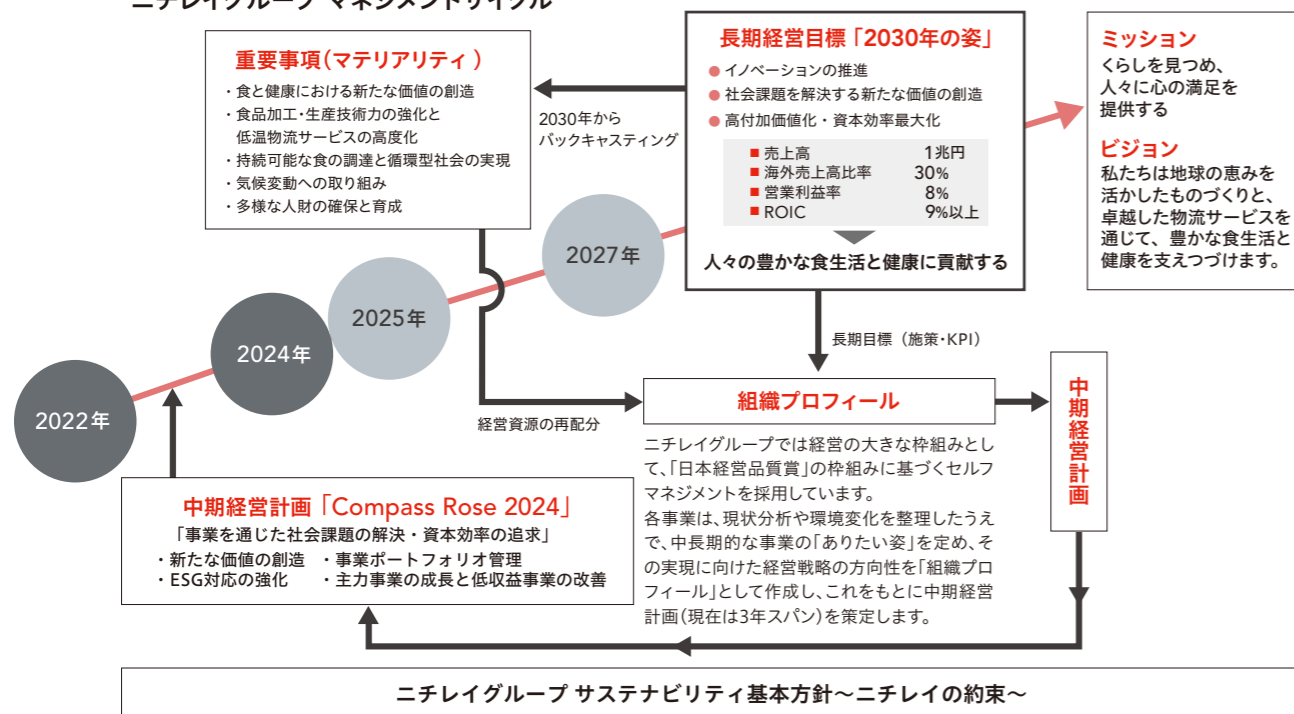 ニチレイグループ マネジメントサイクル
重要事項(マテリアリティ)
・食と健康における新たな価値の創造
・食品加工・生産技術力の強化と
低温物流サービスの高度化
・持続可能な食の調達と循環型社会の実現
・気候変動への取り組み
・多様な人財の確保と育成
2030年から
バックキャスティング
長期経営目標「2030年の姿」
● イノベーションの推進
● 社会課題を解決する新たな価値の創造
● 高付加価値化・資本効率最大化
■ 売上高 1兆円
■ 海外売上高比率 30%
■ 営業利益率 8%
■ ROIC 9%以上
人々の豊かな食生活と健康に貢献する
ミッション
くらしを見つめ、
人々に心の満足を
提供する
ビジョン
私たちは地球の恵みを
活かしたものづくりと、
卓越した物流サービスを
通じて、豊かな食生活と
健康を支えつづけます。
2022年
2024年
2025年
2027年
長期目標(施策・KPI)
経営資源の再配分
組織プロフィール
ニチレイグループでは経営の大きな枠組みとし
て、「日本経営品質賞」の枠組みに基づくセルフ
マネジメントを採用しています。
各事業は、現状分析や環境変化を整理したうえ
で、中長期的な事業の「ありたい姿」を定め、そ
の実現に向けた経営戦略の方向性を「組織プロ
フィール」として作成し、これをもとに中期経営
計画(現在は3年スパン)を策定します。
中期経営計画
中期経営計画「Compass Rose 2024」
「事業を通じた社会課題の解決・資本効率の追求」
・新たな価値の創造 ・事業ポートフォリオ管理
・ESG対応の強化 ・主力事業の成長と低収益事業の改善
ニチレイグループ サステナビリティ基本方針〜ニチレイの約束〜